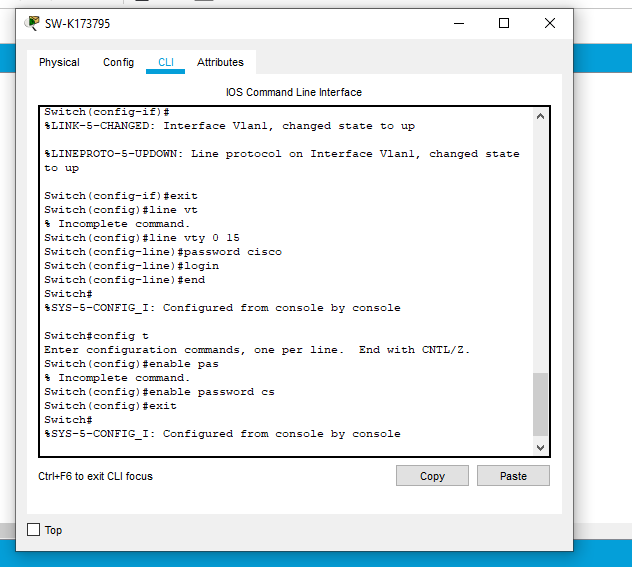 SW-K173795
Physical Config CLI Attributes
IOS Command Line Interface
Switch(config-if)#
%LINK-5-CHANGED: Interface Vlan1, changed state to up
%LINEPROTO-5-UPDOWN: Line protocol on Interface Vlan1, changed state
to up
Switch(config-if)#exit
Switch(config)#line vt
% Incomplete command.
Switch(config)#line vty 0 15
Switch(config-line)#password cisco
Switch(config-line)#login
Switch(config-line)#end
Switch#
%SYS-5-CONFIG_I: Configured from console by console
Switch#config t
Enter configuration commands, one per line.  End with CNTL/Z.
Switch(config)#enable pas
% Incomplete command.
Switch(config)#enable password cs
Switch(config)#exit
Switch#
%SYS-5-CONFIG_I: Configured from console by console
Ctrl+F6 to exit CLI focus
Copy Paste
Top